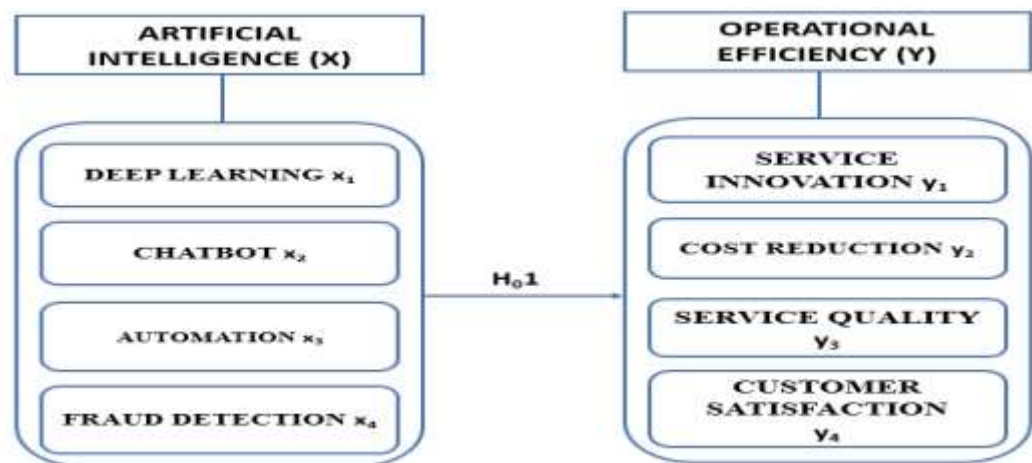 ARTIFICIAL
INTELLIGENCE (X)
DEEP LEARNING x₁
CHATBOT x₂
AUTOMATION x₃
FRAUD DETECTION x₄
H₀1
OPERATIONAL
EFFICIENCY (Y)
SERVICE
INNOVATION y₁
COST REDUCTION y₂
SERVICE QUALITY
y₃
CUSTOMER
SATISFACTION
y₄